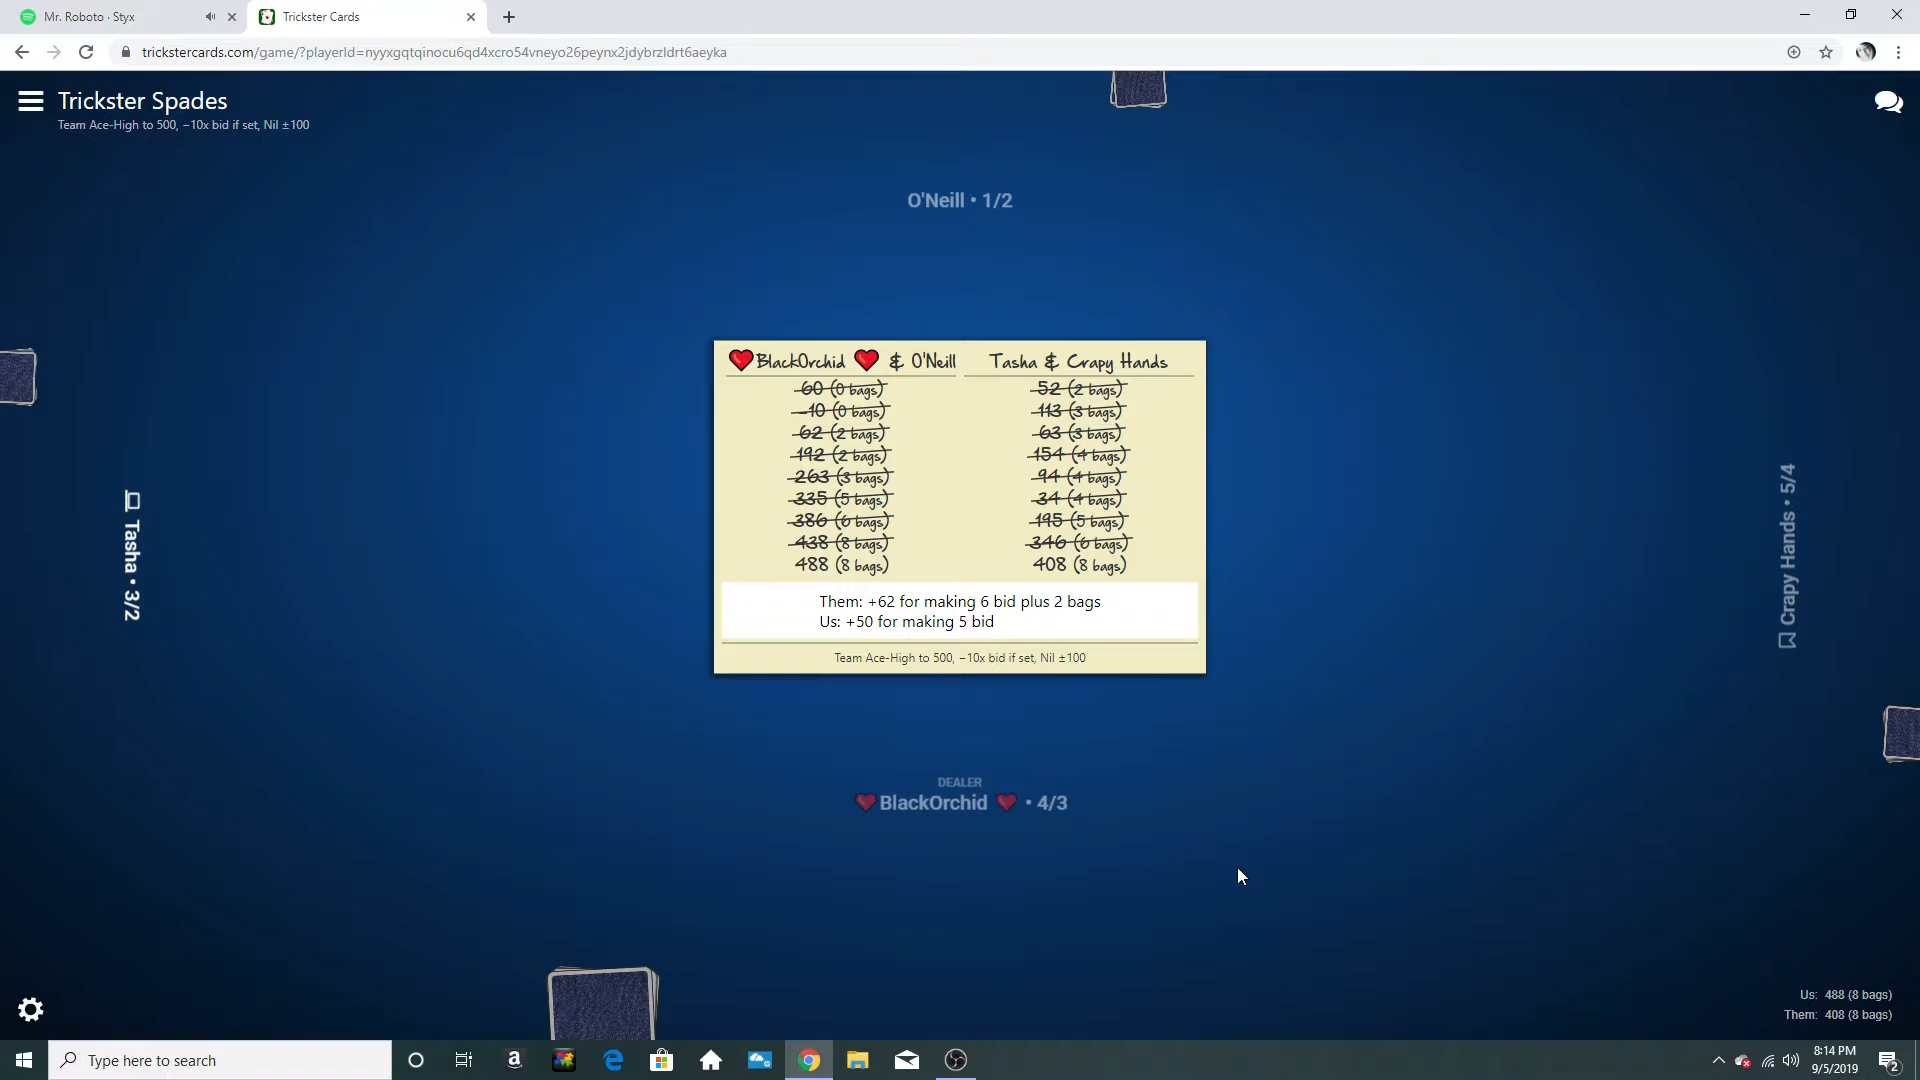 Mr. Roboto · Styx
Trickster Cards
trickstercards.com/game/?playerId=nyyxgqtqinocu6qd4xcro54vneyo26peynx2jdybrzldrt6aeyka
Trickster Spades
Team Ace-High to 500, −10x bid if set, Nil ±100
O'Neill • 1/2
❤BlackOrchid ❤ & O'Neill
Tasha & Crapy Hands
60 (0 bags)
52 (2 bags)
-10 (0 bags)
113 (3 bags)
62 (2 bags)
63 (3 bags)
192 (2 bags)
154 (4 bags)
263 (3 bags)
94 (4 bags)
335 (5 bags)
34 (4 bags)
386 (6 bags)
195 (5 bags)
438 (8 bags)
346 (6 bags)
488 (8 bags)
408 (8 bags)
Them: +62 for making 6 bid plus 2 bags
Us: +50 for making 5 bid
Team Ace-High to 500, −10x bid if set, Nil ±100
Tasha • 3/2
Crapy Hands • 5/4
DEALER
❤ BlackOrchid ❤ • 4/3
Us: 488 (8 bags)
Them: 408 (8 bags)
Type here to search
8:14 PM
9/5/2019
2